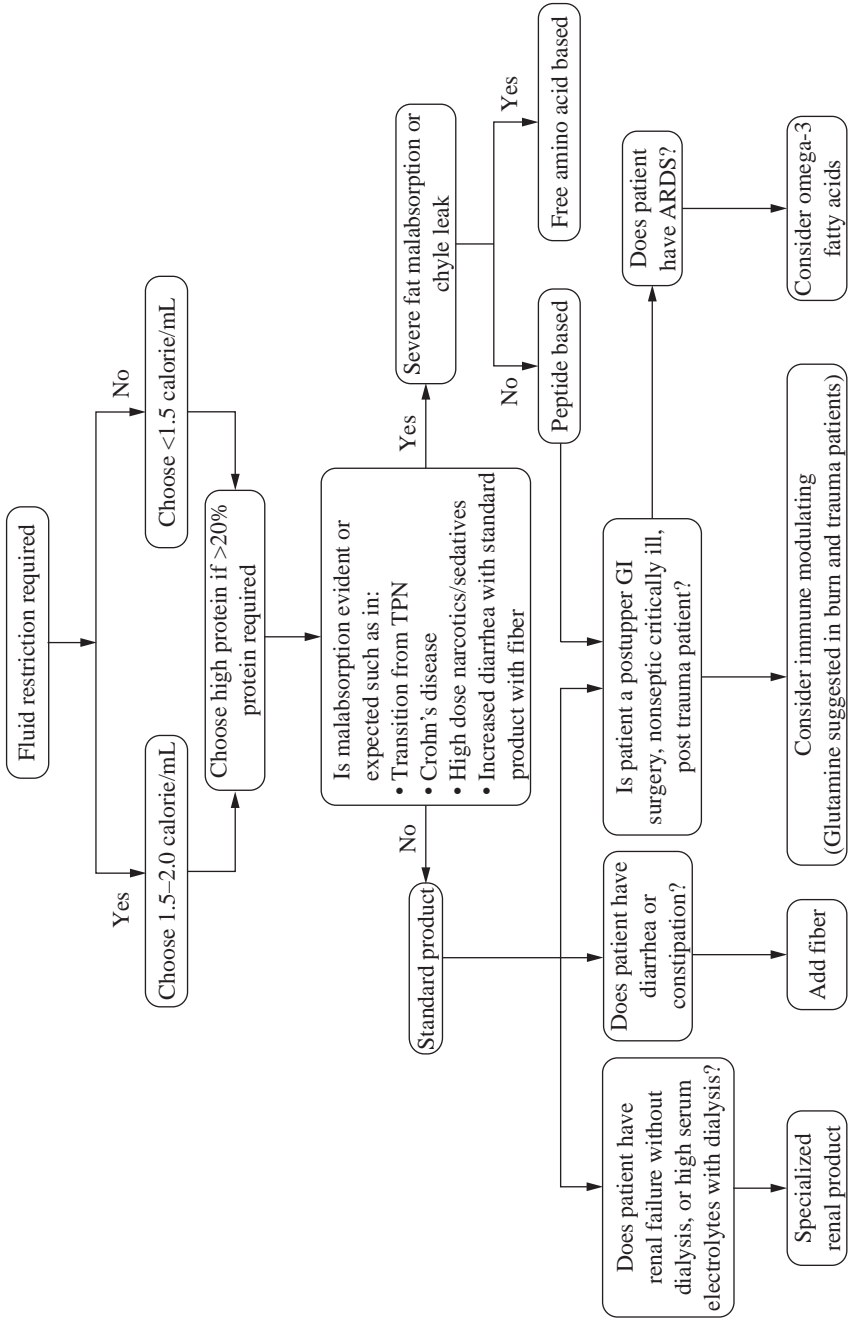 Fluid restriction required
Yes
No
Choose 1.5–2.0 calorie/mL
Choose <1.5 calorie/mL
Choose high protein if >20%
protein required
Is malabsorption evident or
expected such as in:
• Transition from TPN
• Crohn’s disease
• High dose narcotics/sedatives
• Increased diarrhea with standard
product with fiber
No
Yes
Standard product
Severe fat malabsorption or
chyle leak
No
Yes
Peptide based
Free amino acid based
Does patient have
renal failure without
dialysis, or high serum
electrolytes with dialysis?
Does patient have
diarrhea or
constipation?
Is patient a postupper GI
surgery, nonseptic critically ill,
post trauma patient?
Does patient
have ARDS?
Specialized
renal product
Add fiber
Consider immune modulating
(Glutamine suggested in burn and trauma patients)
Consider omega-3
fatty acids